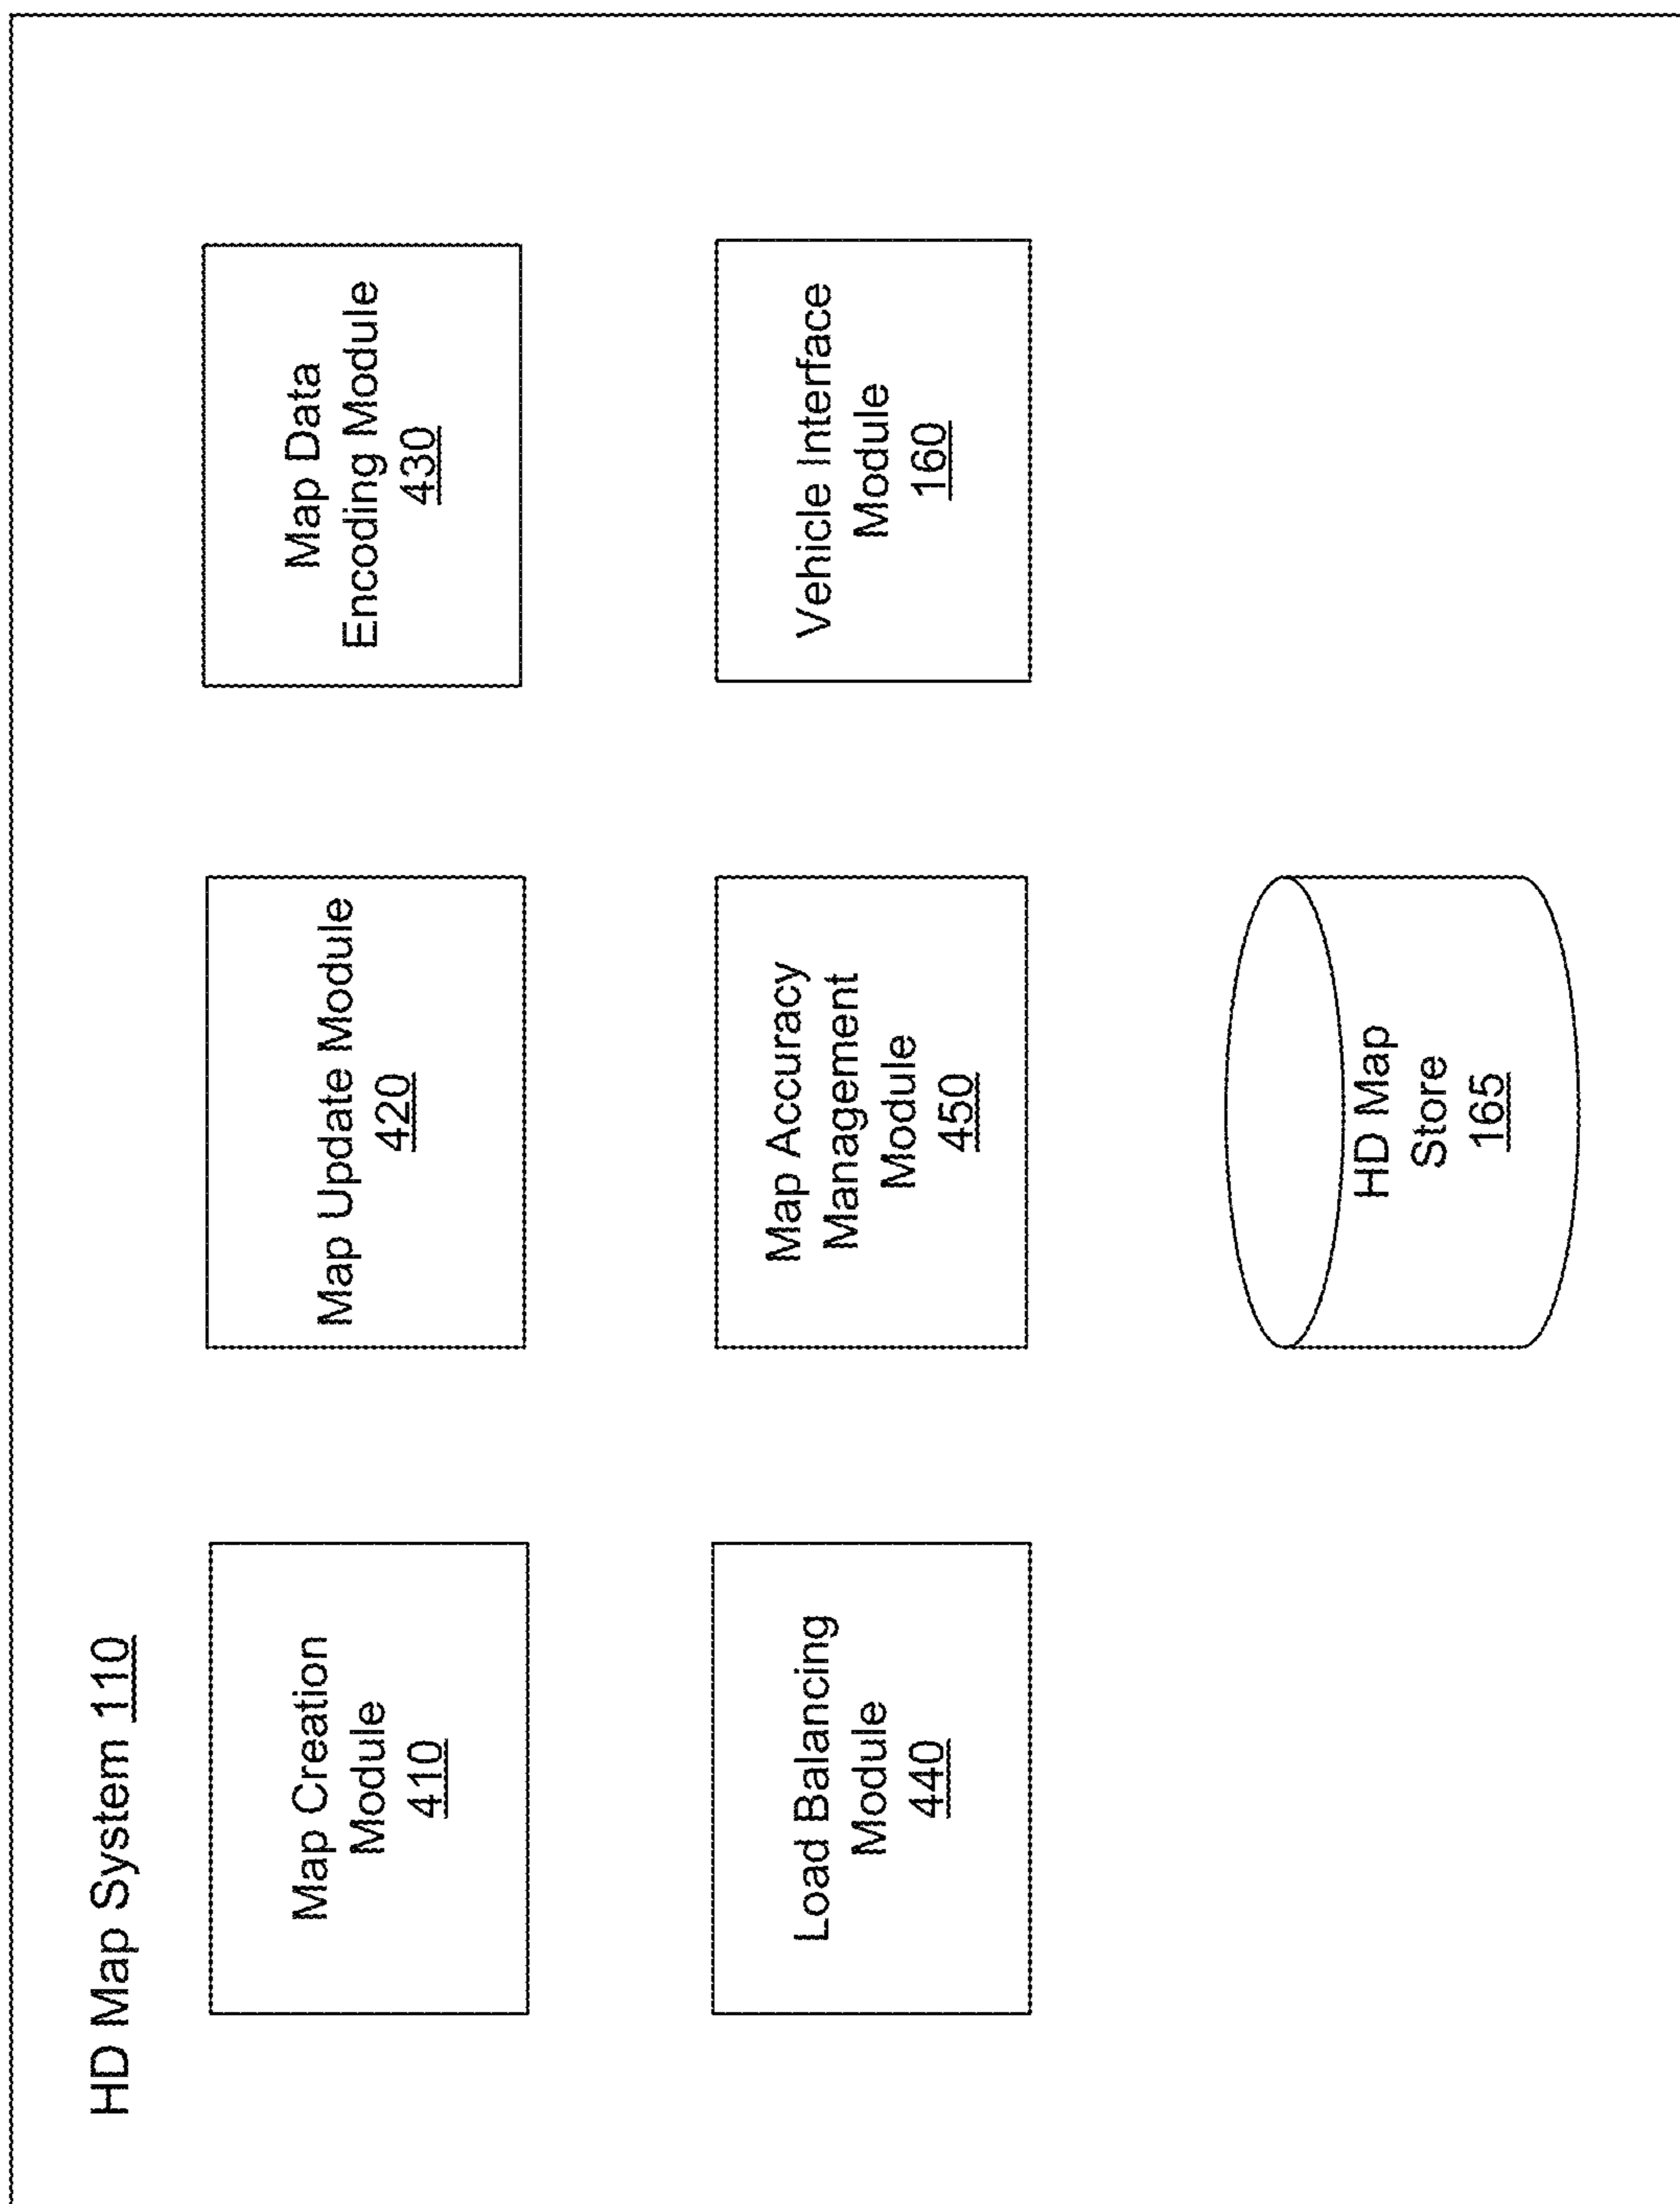 HD Map System 110
Map Creation
Module
410
Map Update Module
420
Map Data
Encoding Module
430
Load Balancing
Module
440
Map Accuracy
Management
Module
450
Vehicle Interface
Module
160
HD Map
Store
165